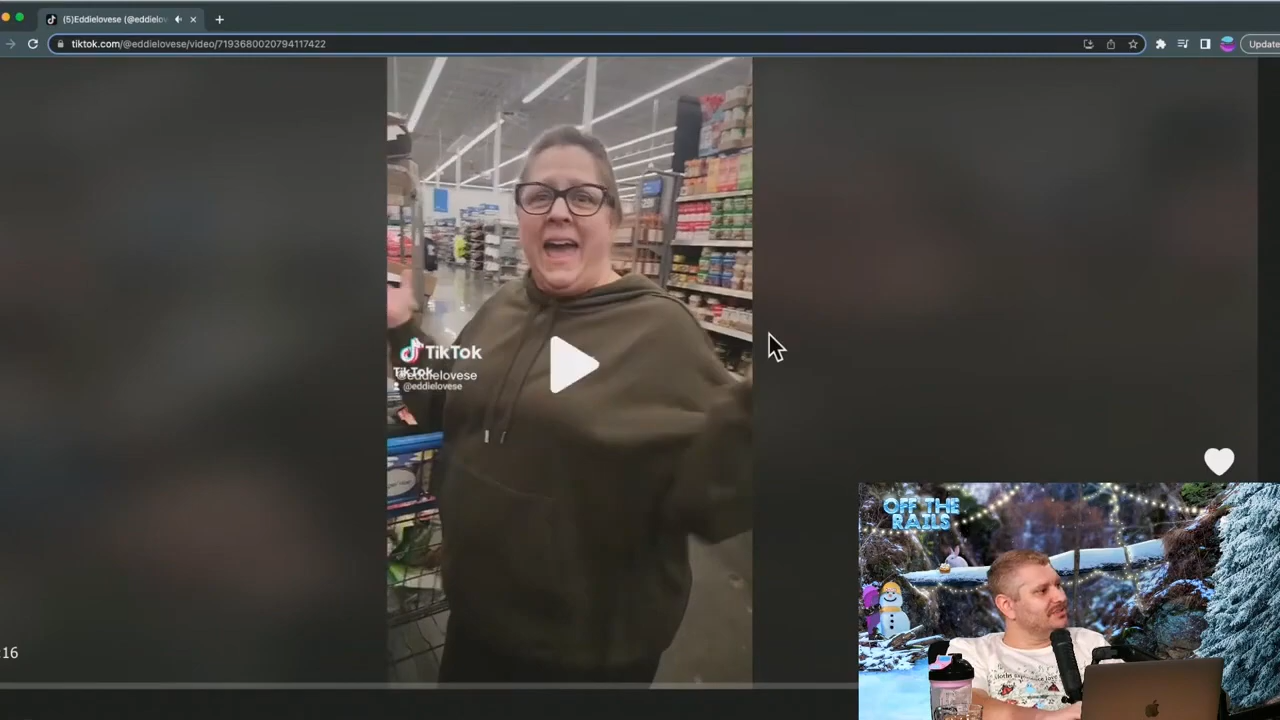 (5)Eddielovese (@eddielov
tiktok.com/@eddielovese/video/7193680020794117422
Update
TikTok
@eddielovese
TikTok
@eddielovese
:16
OFF THE
RAILS